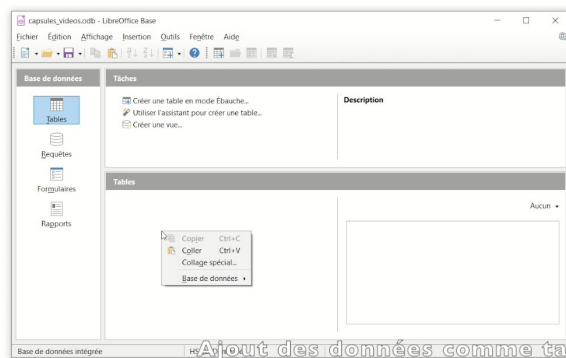 capsules_videos.odb - LibreOffice Base
Fichier Édition Affichage Insertion Outils Fenêtre Aide
Base de données
Tables
Requêtes
Formulaires
Rapports
Tâches
Créer une table en mode Ébauche...
Utiliser l'assistant pour créer une table...
Créer une vue...
Description
Tables
Aucun
Copier Ctrl+C
Coller Ctrl+V
Collage spécial...
Base de données
Base de données intégrée
Ajout des données comme ta